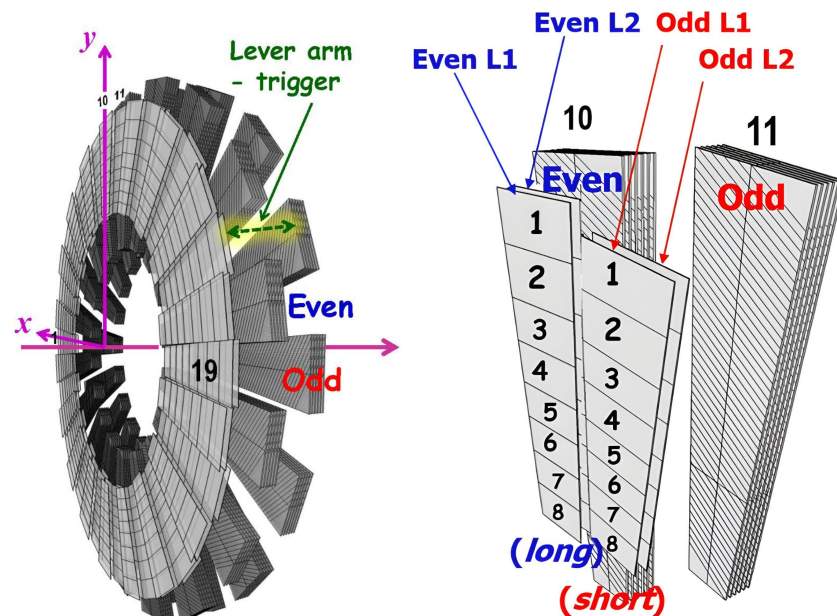 y
Lever arm
- trigger
10 11
x
1
Even
19
Odd
Even L2
Odd L1
Even L1
Odd L2
10
11
Even
Odd
1
2
3
4
5
6
7
8
1
2
3
4
5
6
7
8
(long)
(short)